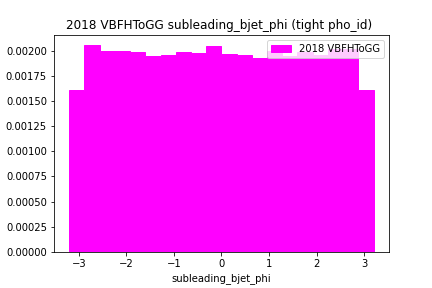 2018 VBFHToGG subleading_bjet_phi (tight pho_id)
2018 VBFHToGG
0.00200
0.00175
0.00150
0.00125
0.00100
0.00075
0.00050
0.00025
0.00000
−3 −2 −1 0 1 2 3
subleading_bjet_phi